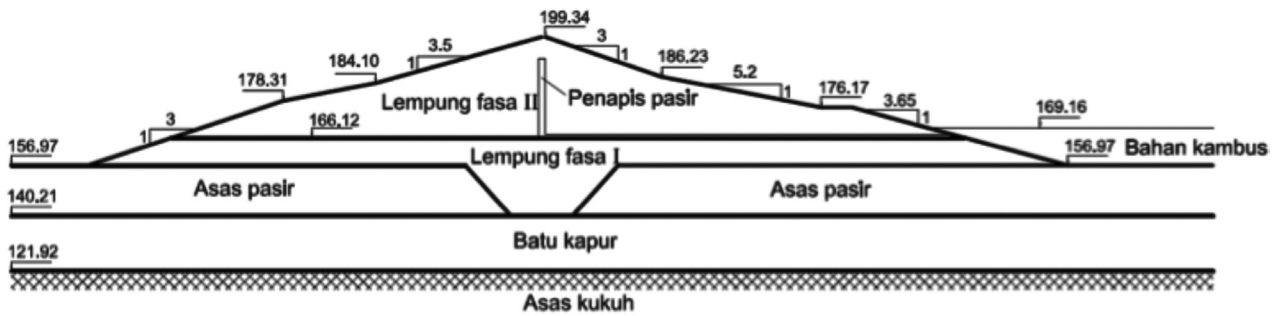 199.34
3.5
1
3
1
184.10
186.23
178.31
5.2
1
Lempung fasa II
Penapis pasir
176.17
3
1
166.12
3.65
1
169.16
156.97
Lempung fasa I
156.97
Bahan kambus
Asas pasir
Asas pasir
140.21
Batu kapur
121.92
Asas kukuh